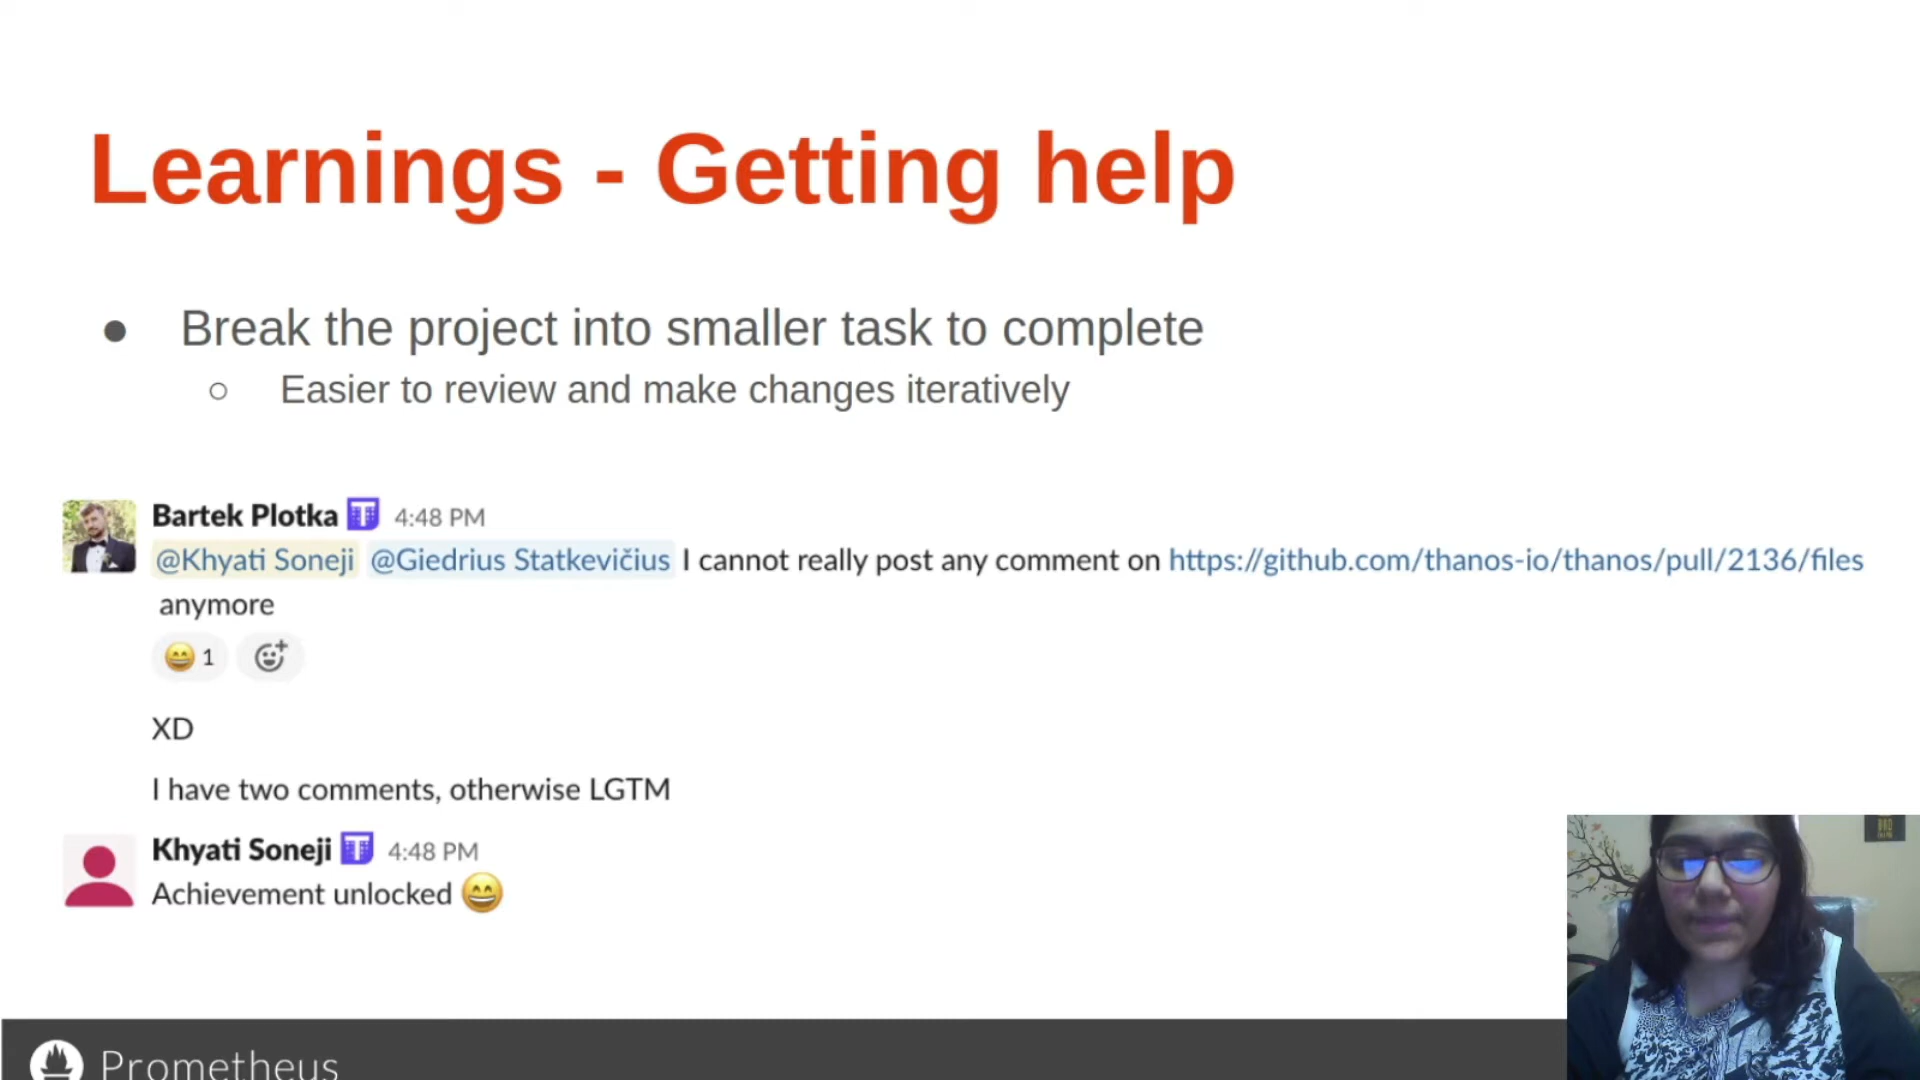 Learnings - Getting help
● Break the project into smaller task to complete
○ Easier to review and make changes iteratively
Bartek Plotka 4:48 PM
@Khyati Soneji @Giedrius Statkevičius I cannot really post any comment on https://github.com/thanos-io/thanos/pull/2136/files
anymore
😄 1
XD
I have two comments, otherwise LGTM
Khyati Soneji 4:48 PM
Achievement unlocked 😄
Prometheus